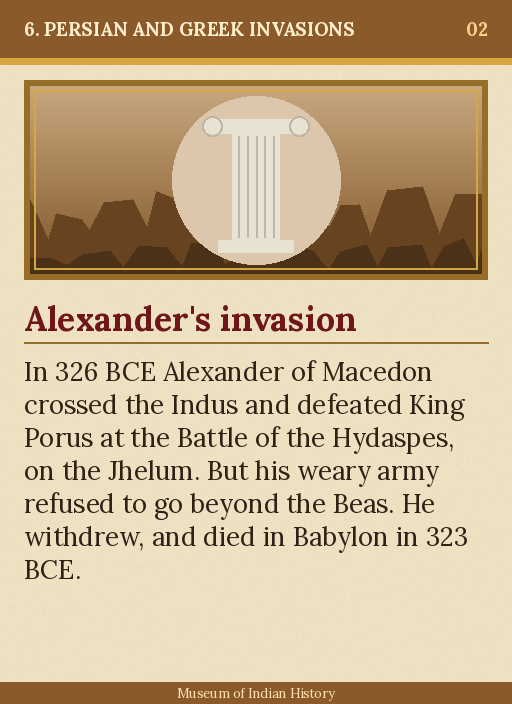 6. PERSIAN AND GREEK INVASIONS 02
Alexander's invasion
In 326 BCE Alexander of Macedon
crossed the Indus and defeated King
Porus at the Battle of the Hydaspes,
on the Jhelum. But his weary army
refused to go beyond the Beas. He
withdrew, and died in Babylon in 323
BCE.
Museum of Indian History